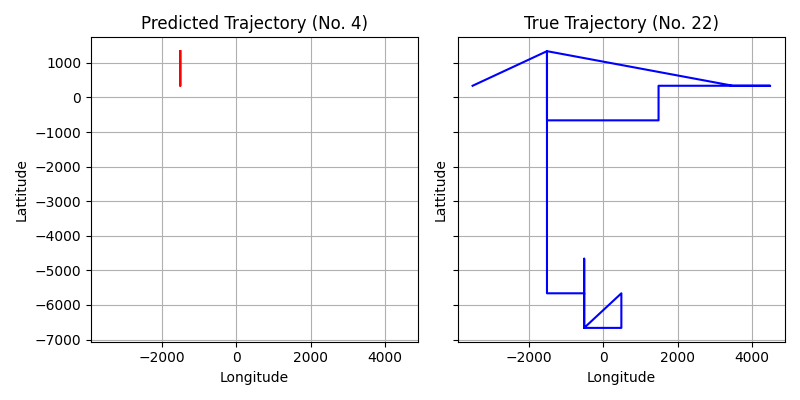 Predicted Trajectory (No. 4)
True Trajectory (No. 22)
1000
0
−1000
−2000
−3000
−4000
−5000
−6000
−7000
Lattitude
Lattitude
−2000 0 2000 4000
−2000 0 2000 4000
Longitude
Longitude